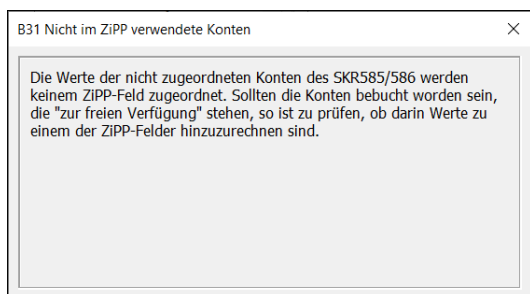 B31 Nicht im ZiPP verwendete Konten
Die Werte der nicht zugeordneten Konten des SKR585/586 werden
keinem ZiPP-Feld zugeordnet. Sollten die Konten bebucht worden sein,
die "zur freien Verfügung" stehen, so ist zu prüfen, ob darin Werte zu
einem der ZiPP-Felder hinzuzurechnen sind.